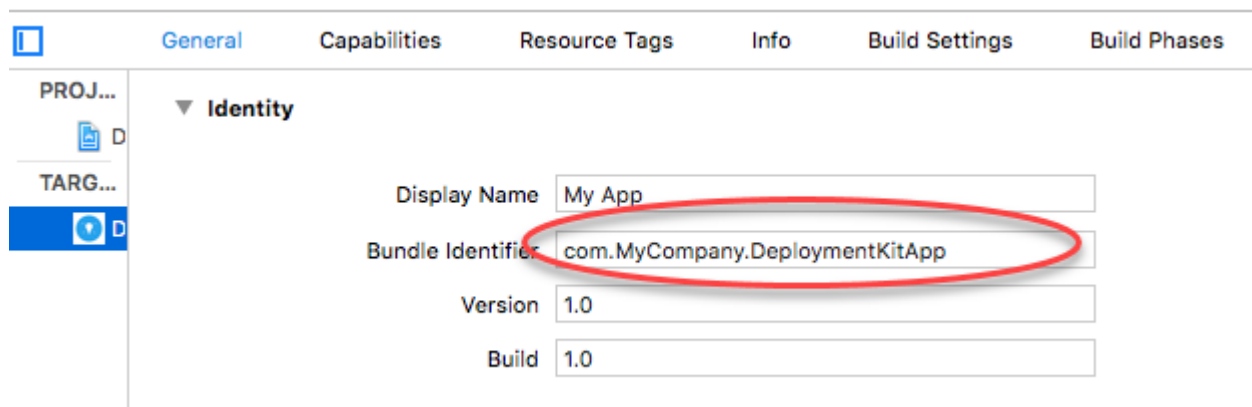 General Capabilities Resource Tags Info Build Settings Build Phases
PROJ...
Identity
D
TARG...
Display Name My App
D
Bundle Identifier com.MyCompany.DeploymentKitApp
Version 1.0
Build 1.0